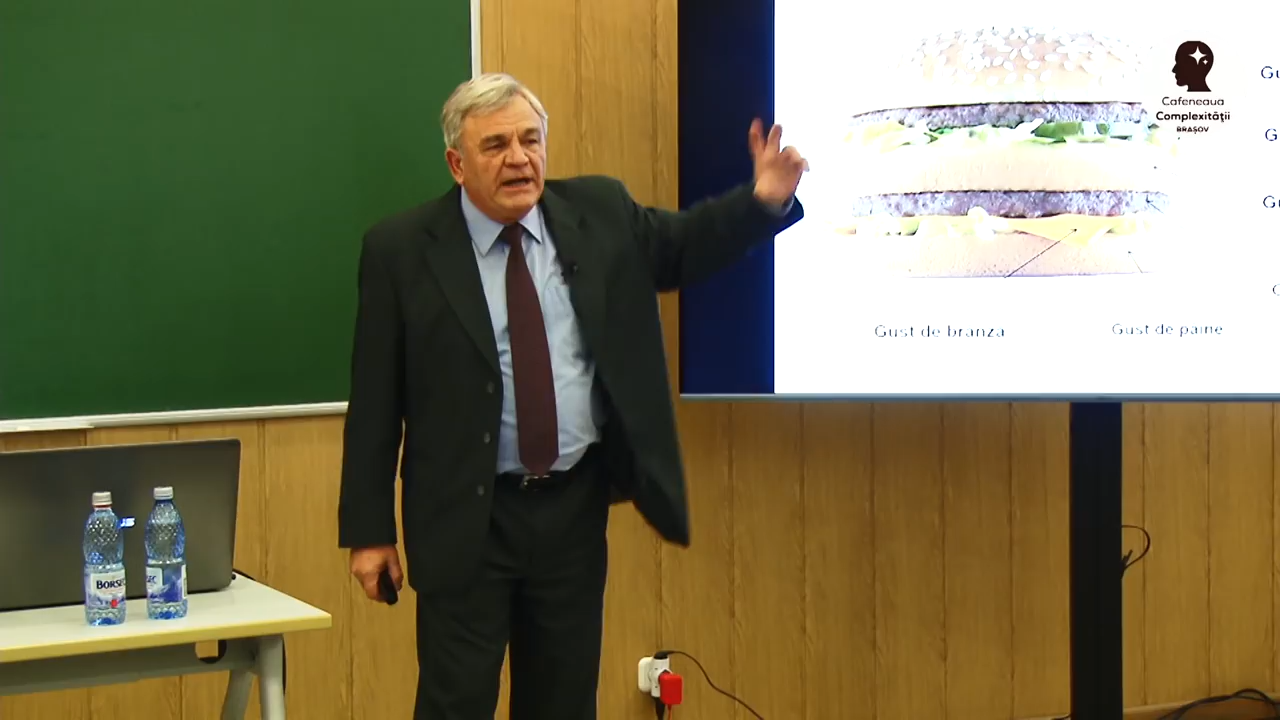 Cafeneaua
Complexității
BRAȘOV
Gust de branza
Gust de paine
BORSEC